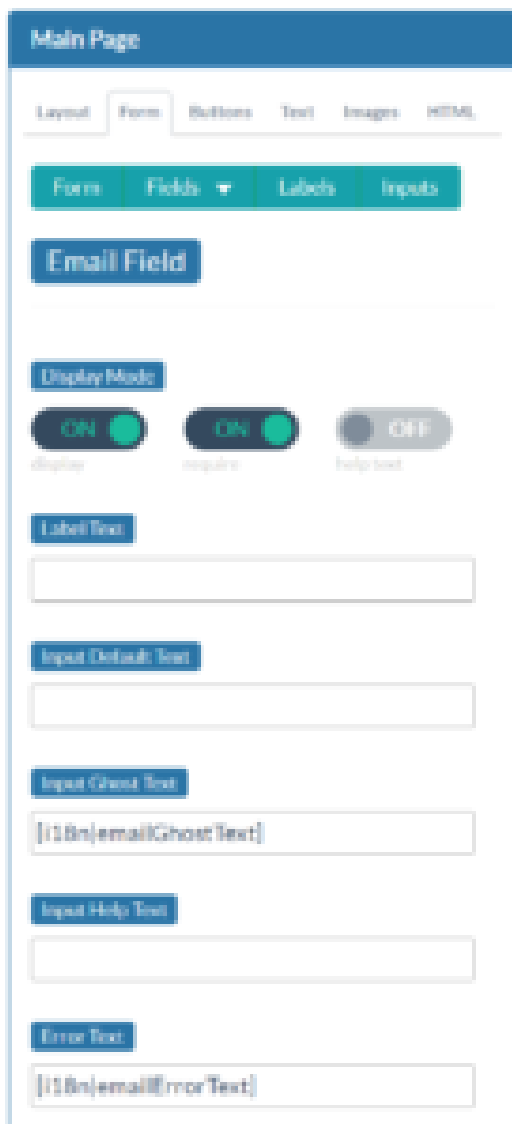 Main Page
Layout Form Buttons Text Images HTML
Form Fields Labels Inputs
Email Field
Display Mode
ON ON OFF
display require help text
Label Text
Input Default Text
Input Ghost Text
[i18n|emailGhostText]
Input Help Text
Error Text
[i18n|emailErrorText]